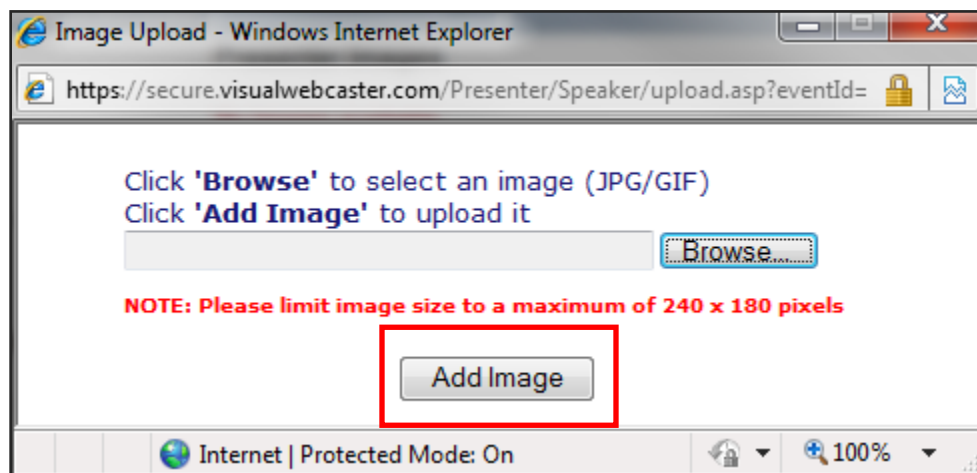 Image Upload - Windows Internet Explorer
https://secure.visualwebcaster.com/Presenter/Speaker/upload.asp?eventId=
Click 'Browse' to select an image (JPG/GIF)
Click 'Add Image' to upload it
Browse...
NOTE: Please limit image size to a maximum of 240 x 180 pixels
Add Image
Internet | Protected Mode: On
100%